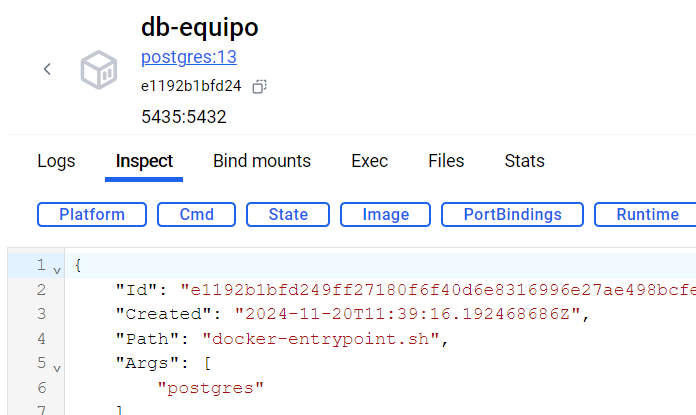 db-equipo
postgres:13
e1192b1bfd24
5435:5432
Logs Inspect Bind mounts Exec Files Stats
Platform Cmd State Image PortBindings Runtime
1 {
2 "Id": "e1192b1bfd249ff27180f6f40d6e8316996e27ae498bcfe
3 "Created": "2024-11-20T11:39:16.192468686Z",
4 "Path": "docker-entrypoint.sh",
5 "Args": [
6 "postgres"
7 ]